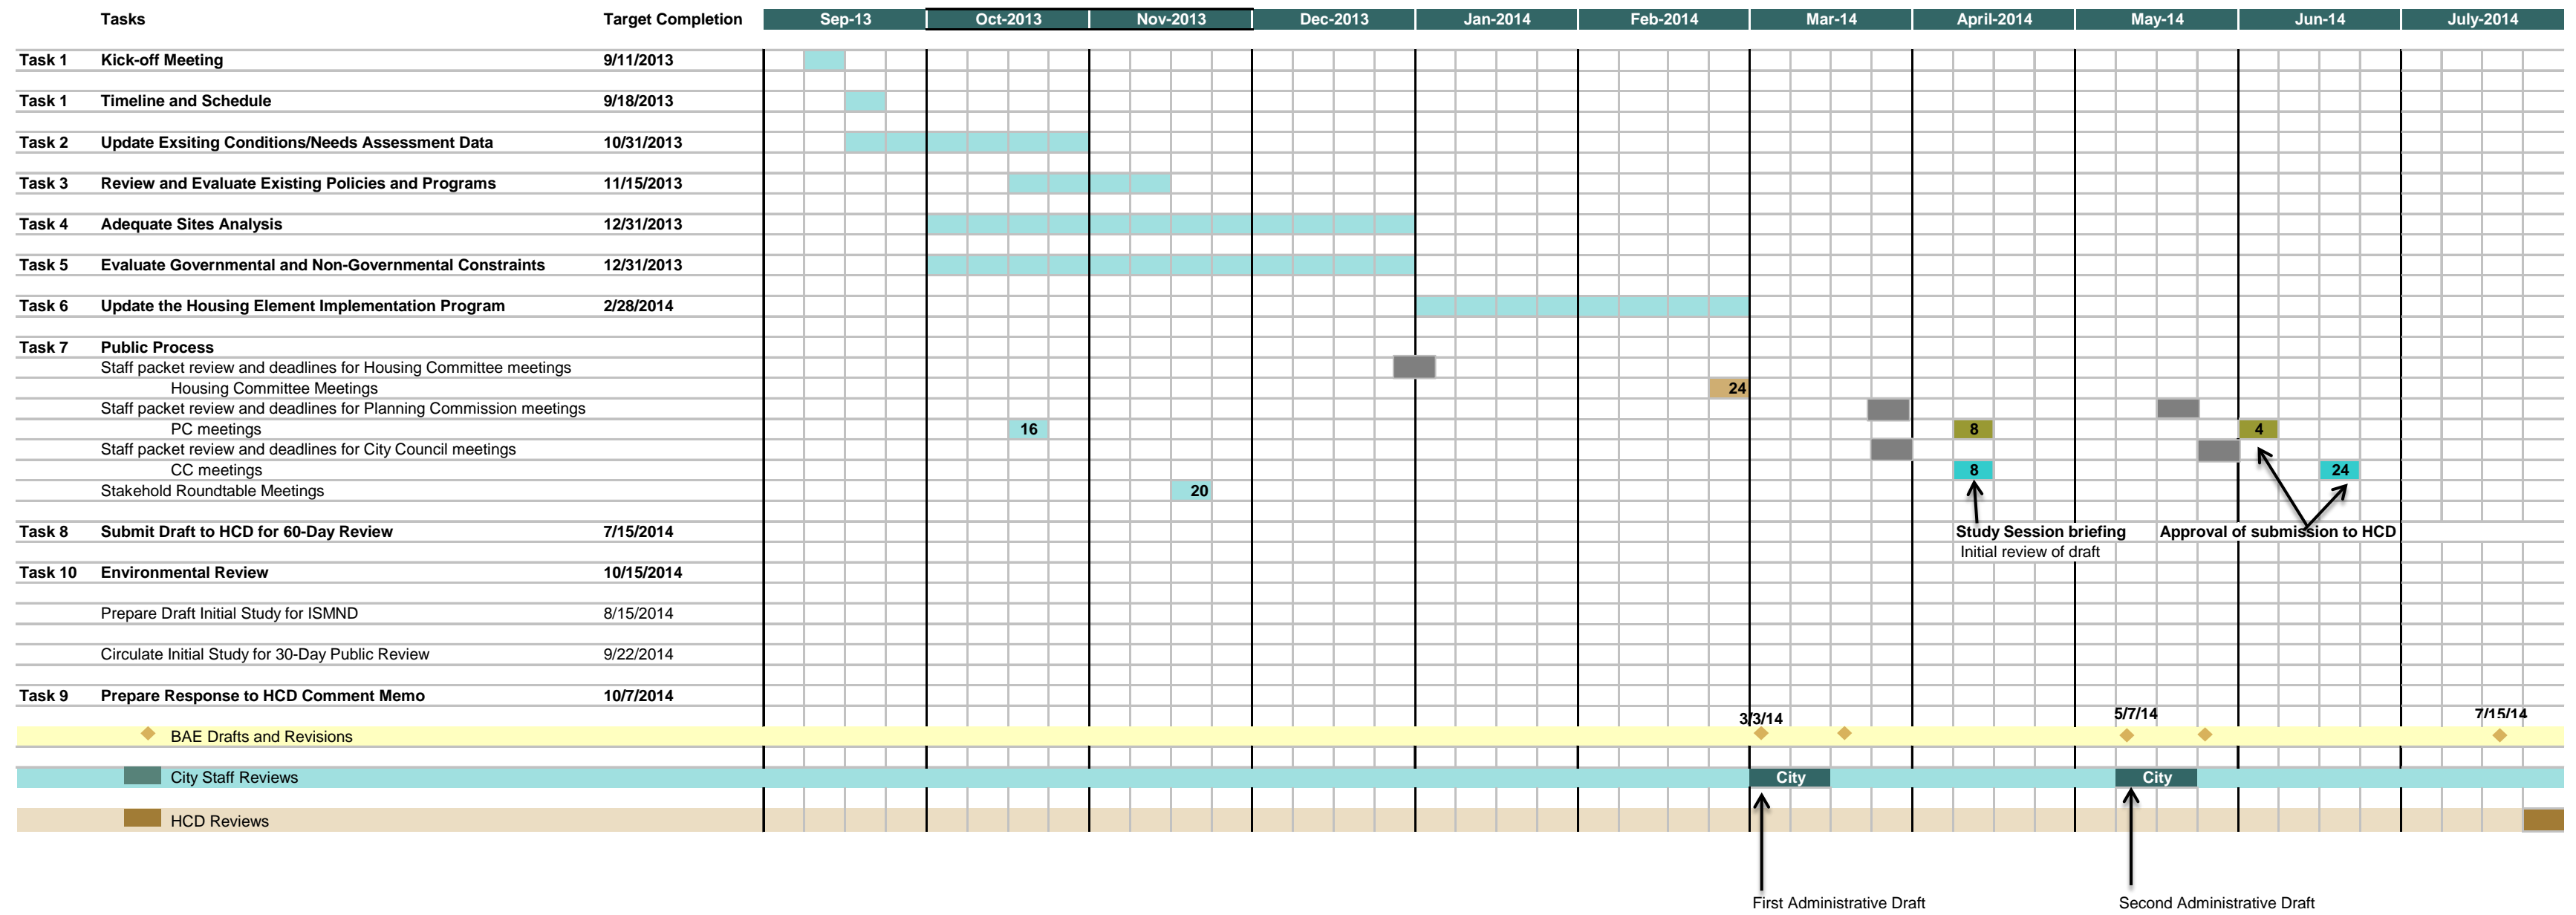 Tasks Target Completion Sep-13 Oct-2013 Nov-2013 Dec-2013 Jan-2014 Feb-2014 Mar-14 April-2014 May-14 Jun-14 July-2014
Task 1 Kick-off Meeting 9/11/2013
Task 1 Timeline and Schedule 9/18/2013
Task 2 Update Exsiting Conditions/Needs Assessment Data 10/31/2013
Task 3 Review and Evaluate Existing Policies and Programs 11/15/2013
Task 4 Adequate Sites Analysis 12/31/2013
Task 5 Evaluate Governmental and Non-Governmental Constraints 12/31/2013
Task 6 Update the Housing Element Implementation Program 2/28/2014
Task 7 Public Process
Staff packet review and deadlines for Housing Committee meetings
Housing Committee Meetings 24
Staff packet review and deadlines for Planning Commission meetings
PC meetings 16 8 4
Staff packet review and deadlines for City Council meetings
CC meetings 8 24
Stakehold Roundtable Meetings 20
Task 8 Submit Draft to HCD for 60-Day Review 7/15/2014 Study Session briefing Approval of submission to HCD
Initial review of draft
Task 10 Environmental Review 10/15/2014
Prepare Draft Initial Study for ISMND 8/15/2014
Circulate Initial Study for 30-Day Public Review 9/22/2014
Task 9 Prepare Response to HCD Comment Memo 10/7/2014
3/3/14 5/7/14 7/15/14
BAE Drafts and Revisions
City Staff Reviews City City
HCD Reviews
First Administrative Draft Second Administrative Draft